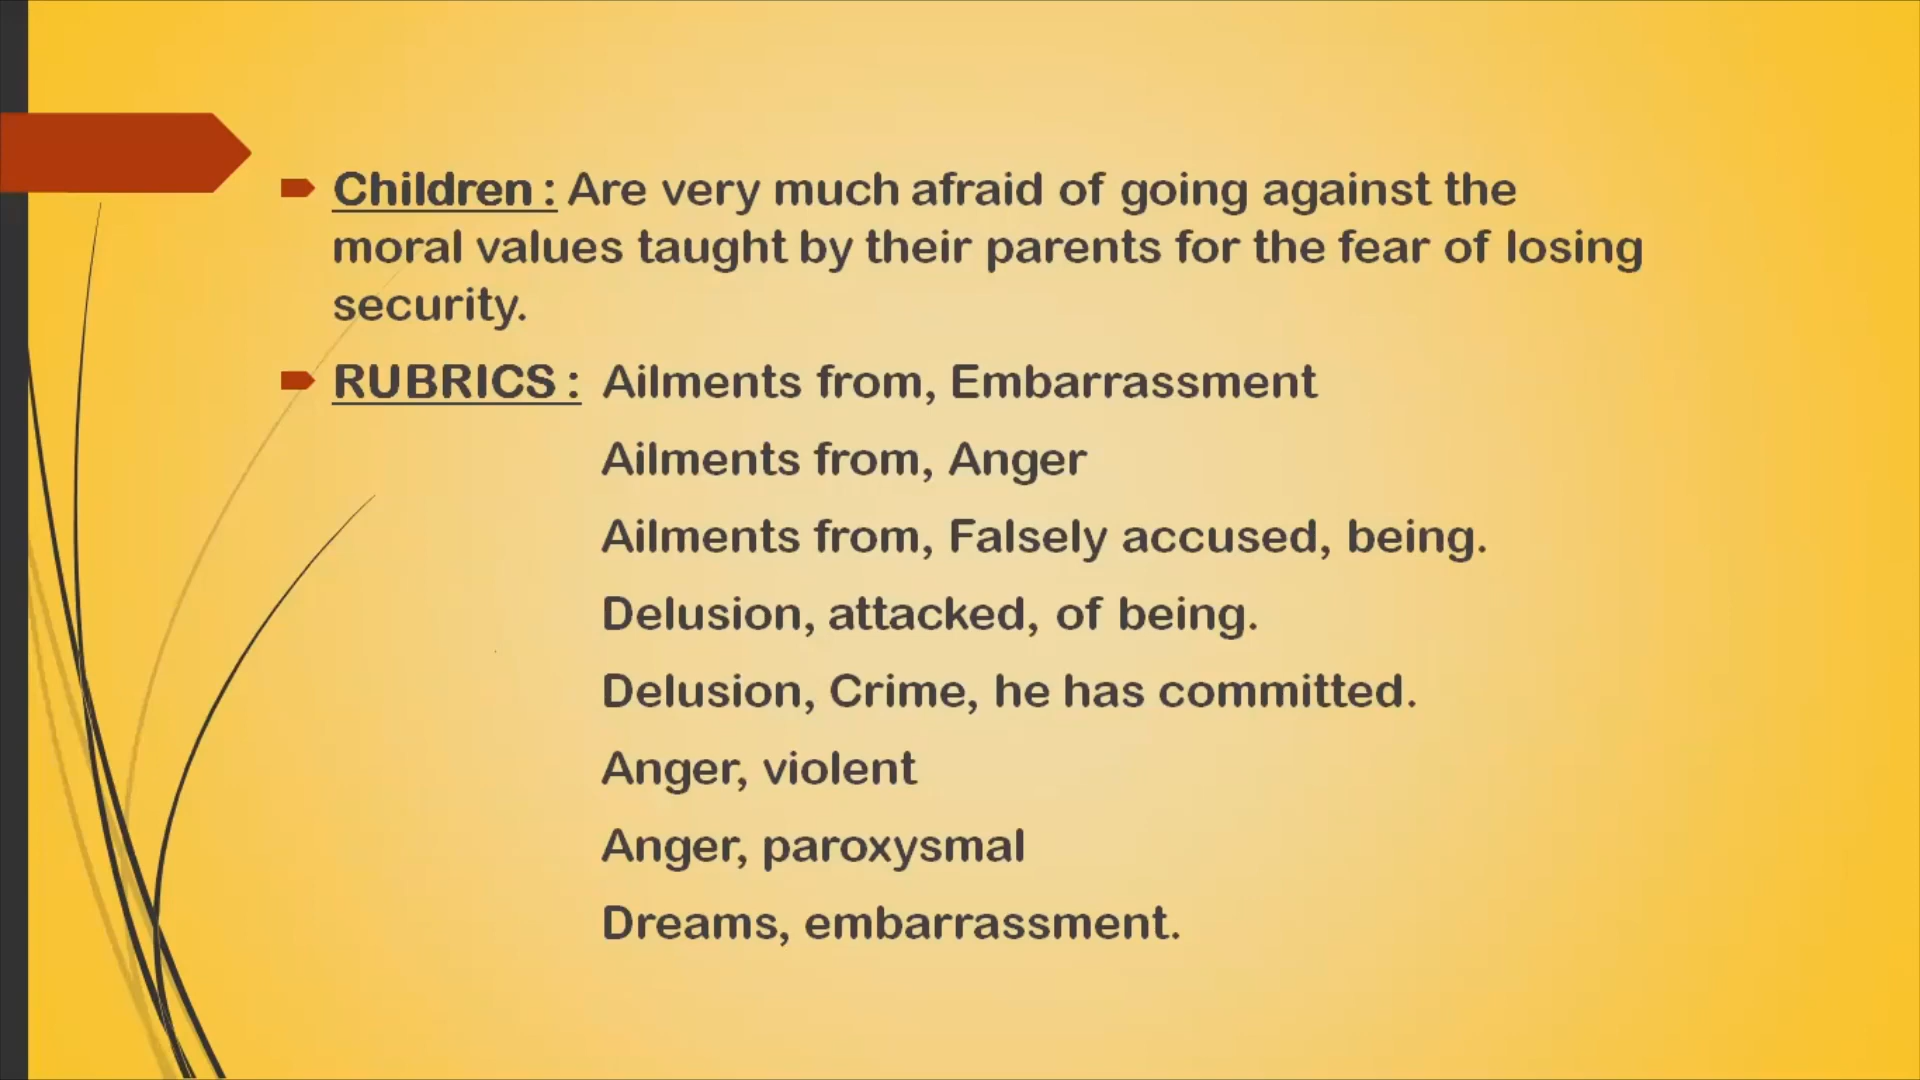 Children : Are very much afraid of going against the
moral values taught by their parents for the fear of losing
security.
RUBRICS : Ailments from, Embarrassment
Ailments from, Anger
Ailments from, Falsely accused, being.
Delusion, attacked, of being.
Delusion, Crime, he has committed.
Anger, violent
Anger, paroxysmal
Dreams, embarrassment.